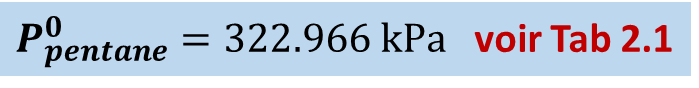 P⁰pentane = 322.966 kPa voir Tab 2.1